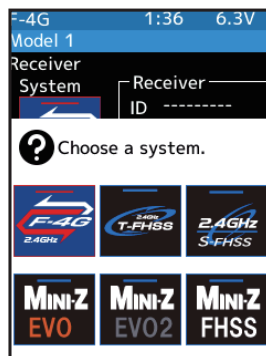 F-4G 1:36 6.3V
Model 1
Receiver
System
Receiver
ID ---------
? Choose a system.
F-4G
2.4GHz
2.4GHz
T-FHSS
2.4GHz
S-FHSS
MINI-Z
EVO
MINI-Z
EVO2
MINI-Z
FHSS